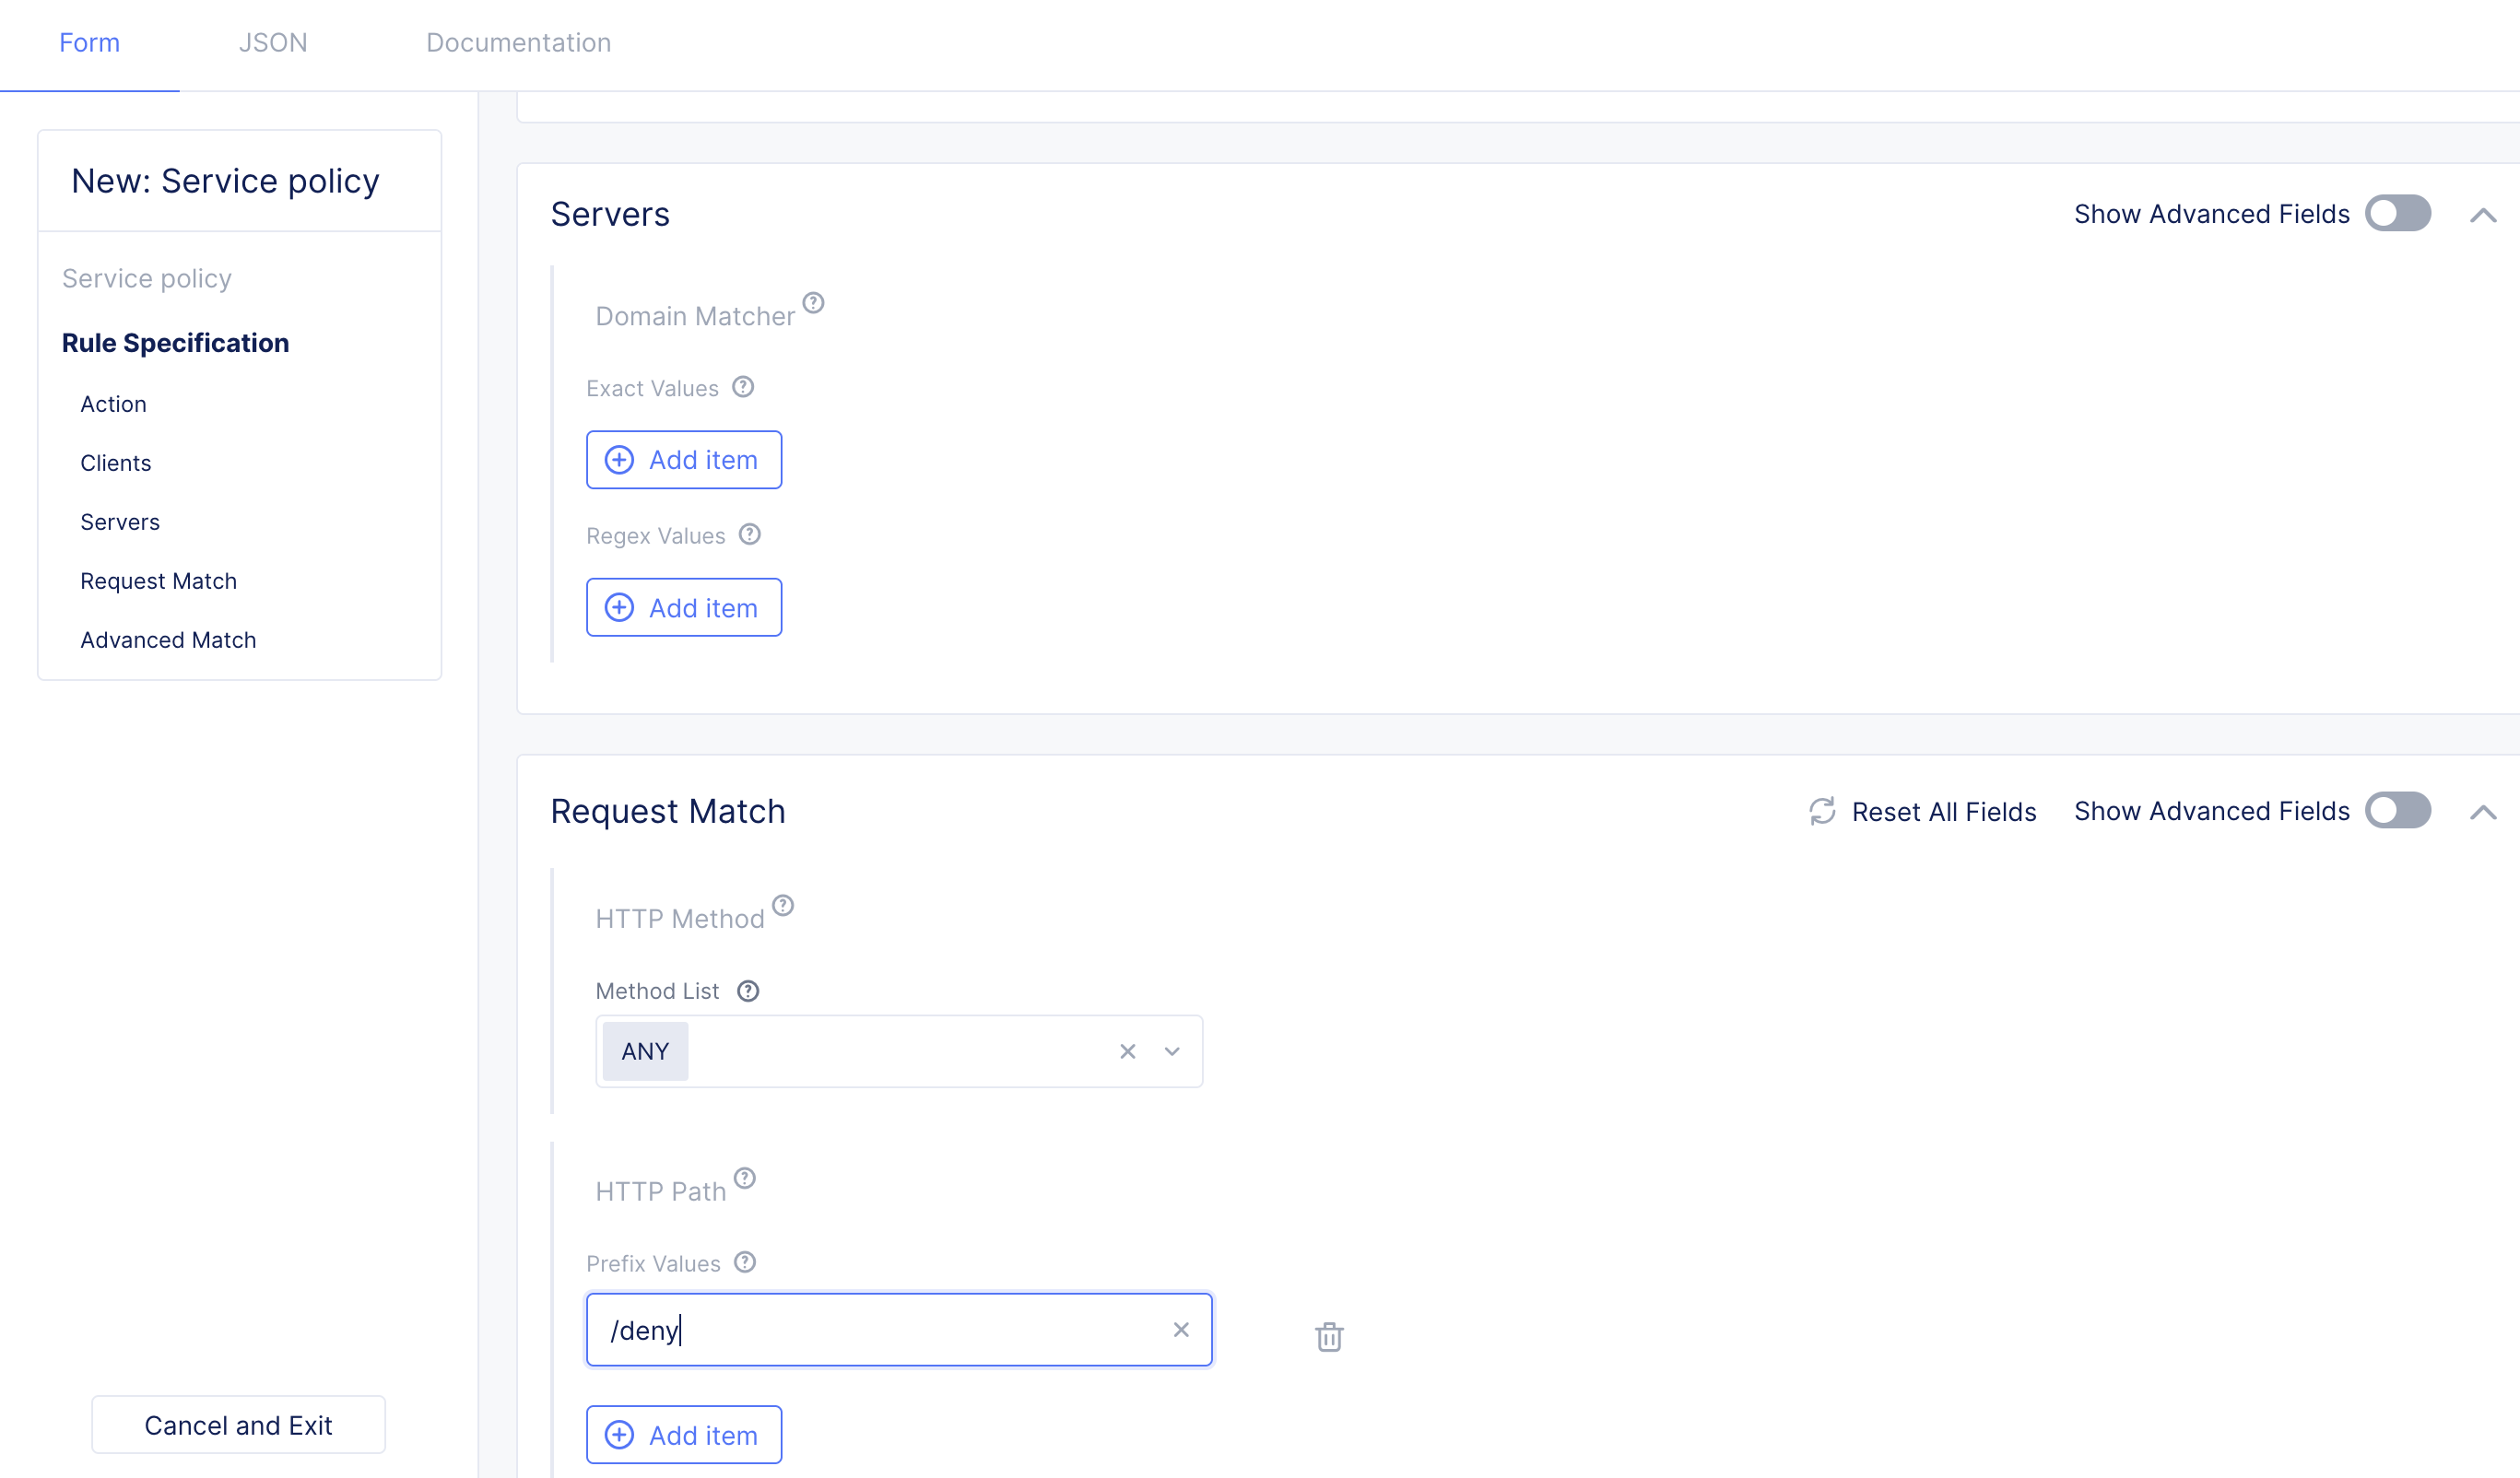 Form JSON Documentation
New: Service policy
Service policy
Rule Specification
Action
Clients
Servers
Request Match
Advanced Match
Cancel and Exit
Servers
Show Advanced Fields
Domain Matcher
Exact Values
Add item
Regex Values
Add item
Request Match
Reset All Fields
Show Advanced Fields
HTTP Method
Method List
ANY
HTTP Path
Prefix Values
/deny
Add item